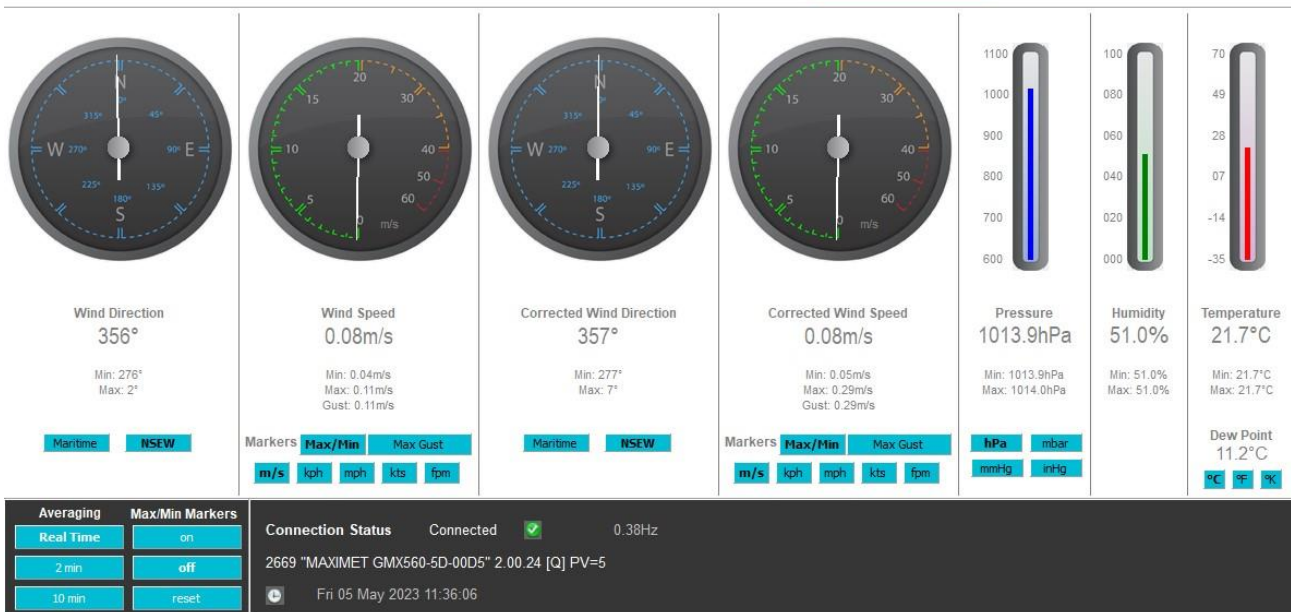 N
0°
45°
90° E
135°
180°
S
225°
W 270°
315°
0
5
10
15
20
30
40
50
60
m/s
N
0°
45°
90° E
135°
180°
S
225°
W 270°
315°
0
5
10
15
20
30
40
50
60
m/s
1100
1000
900
800
700
600
100
080
060
040
020
000
70
49
28
07
-14
-35
Wind Direction
356°
Min: 276°
Max: 2°
Maritime NSEW
Wind Speed
0.08m/s
Min: 0.04m/s
Max: 0.11m/s
Gust: 0.11m/s
Markers Max/Min Max Gust
m/s kph mph kts fpm
Corrected Wind Direction
357°
Min: 277°
Max: 7°
Maritime NSEW
Corrected Wind Speed
0.08m/s
Min: 0.05m/s
Max: 0.29m/s
Gust: 0.29m/s
Markers Max/Min Max Gust
m/s kph mph kts fpm
Pressure
1013.9hPa
Min: 1013.9hPa
Max: 1014.0hPa
hPa mbar
mmHg inHg
Humidity
51.0%
Min: 51.0%
Max: 51.0%
Temperature
21.7°C
Min: 21.7°C
Max: 21.7°C
Dew Point
11.2°C
°C °F °K
Averaging
Real Time
2 min
10 min
Max/Min Markers
on
off
reset
Connection Status Connected 0.38Hz
2669 "MAXIMET GMX560-5D-00D5" 2.00.24 [Q] PV=5
Fri 05 May 2023 11:36:06